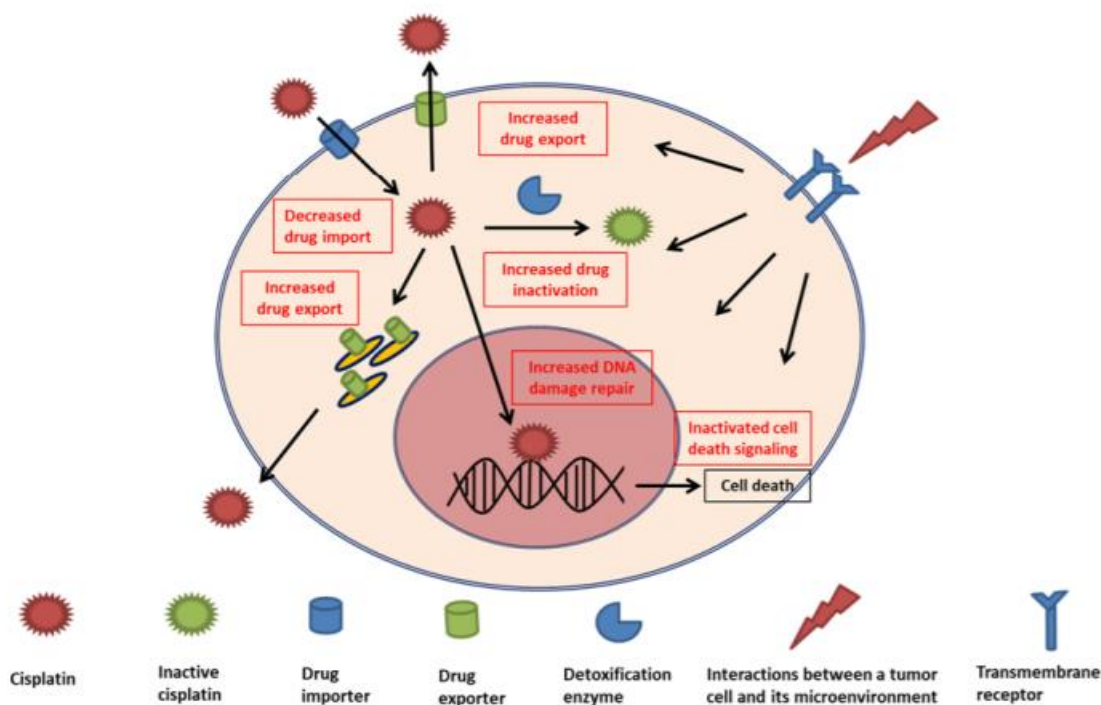 Increased
drug export
Decreased
drug import
Increased drug
inactivation
Increased
drug export
Increased DNA
damage repair
Inactivated cell
death signaling
Cell death
Cisplatin
Inactive
cisplatin
Drug
importer
Drug
exporter
Detoxification
enzyme
Interactions between a tumor
cell and its microenvironment
Transmembrane
receptor